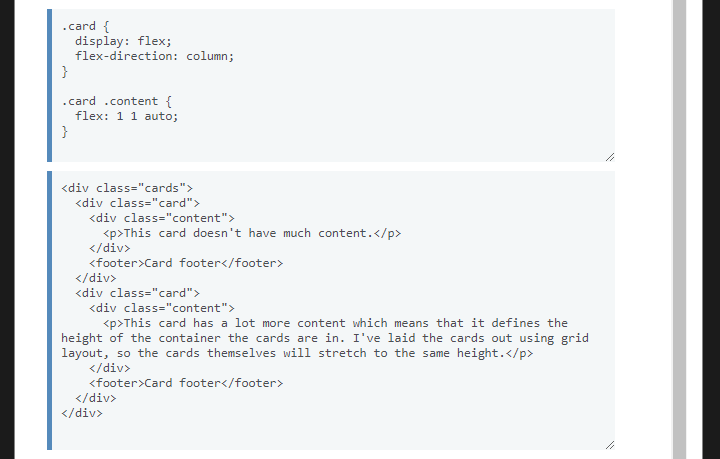 .card {
  display: flex;
  flex-direction: column;
}

.card .content {
  flex: 1 1 auto;
}

<div class="cards">
  <div class="card">
    <div class="content">
      <p>This card doesn't have much content.</p>
    </div>
    <footer>Card footer</footer>
  </div>
  <div class="card">
    <div class="content">
      <p>This card has a lot more content which means that it defines the
height of the container the cards are in. I've laid the cards out using grid
layout, so the cards themselves will stretch to the same height.</p>
    </div>
    <footer>Card footer</footer>
  </div>
</div>